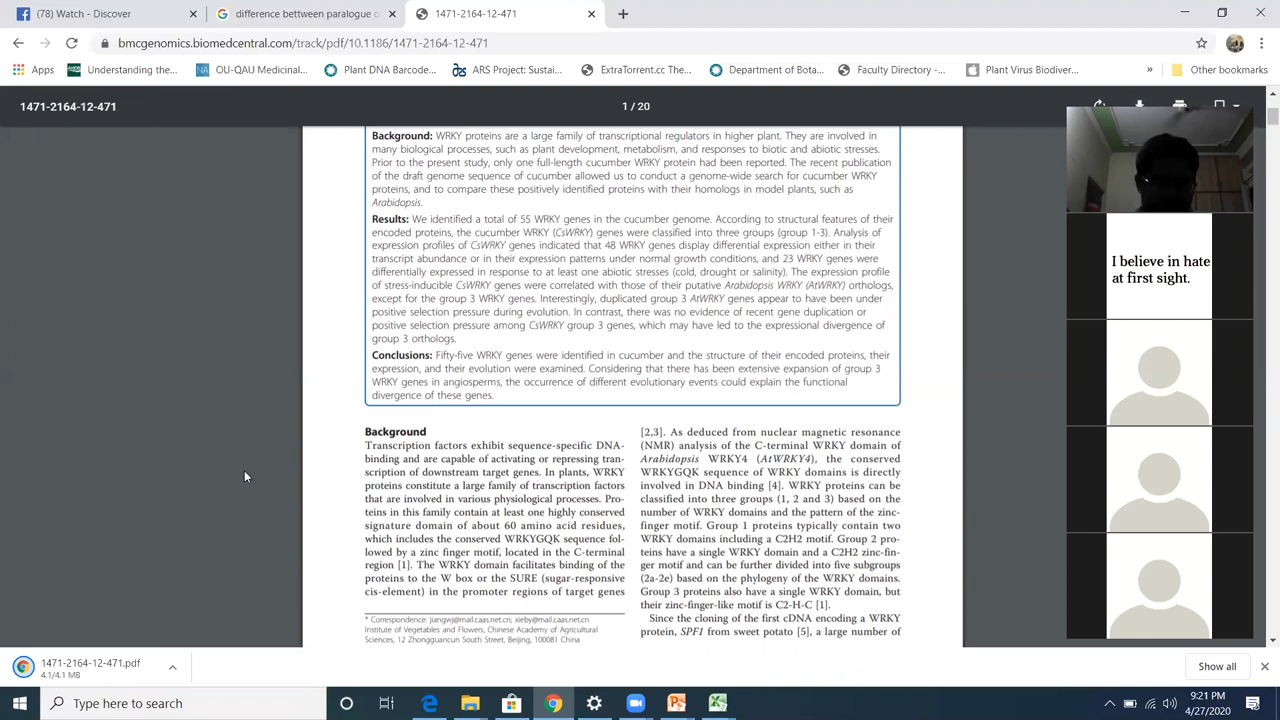 (78) Watch - Discover
difference bettween paralogue c
1471-2164-12-471
bmcgenomics.biomedcentral.com/track/pdf/10.1186/1471-2164-12-471
Apps
Understanding the...
OU-QAU Medicinal...
Plant DNA Barcode...
ARS Project: Sustai...
ExtraTorrent.cc The...
Department of Bota...
Faculty Directory -...
Plant Virus Biodiver...
»
Other bookmarks
1471-2164-12-471
1 / 20
Background: WRKY proteins are a large family of transcriptional regulators in higher plant. They are involved in
many biological processes, such as plant development, metabolism, and responses to biotic and abiotic stresses.
Prior to the present study, only one full-length cucumber WRKY protein had been reported. The recent publication
of the draft genome sequence of cucumber allowed us to conduct a genome-wide search for cucumber WRKY
proteins, and to compare these positively identified proteins with their homologs in model plants, such as
Arabidopsis.
Results: We identified a total of 55 WRKY genes in the cucumber genome. According to structural features of their
encoded proteins, the cucumber WRKY (CsWRKY) genes were classified into three groups (group 1-3). Analysis of
expression profiles of CsWRKY genes indicated that 48 WRKY genes display differential expression either in their
transcript abundance or in their expression patterns under normal growth conditions, and 23 WRKY genes were
differentially expressed in response to at least one abiotic stresses (cold, drought or salinity). The expression profile
of stress-inducible CsWRKY genes were correlated with those of their putative Arabidopsis WRKY (AtWRKY) orthologs,
except for the group 3 WRKY genes. Interestingly, duplicated group 3 AtWRKY genes appear to have been under
positive selection pressure during evolution. In contrast, there was no evidence of recent gene duplication or
positive selection pressure among CsWRKY group 3 genes, which may have led to the expressional divergence of
group 3 orthologs.
Conclusions: Fifty-five WRKY genes were identified in cucumber and the structure of their encoded proteins, their
expression, and their evolution were examined. Considering that there has been extensive expansion of group 3
WRKY genes in angiosperms, the occurrence of different evolutionary events could explain the functional
divergence of these genes.
Background
Transcription factors exhibit sequence-specific DNA-
binding and are capable of activating or repressing tran-
scription of downstream target genes. In plants, WRKY
proteins constitute a large family of transcription factors
that are involved in various physiological processes. Pro-
teins in this family contain at least one highly conserved
signature domain of about 60 amino acid residues,
which includes the conserved WRKYGQK sequence fol-
lowed by a zinc finger motif, located in the C-terminal
region [1]. The WRKY domain facilitates binding of the
proteins to the W box or the SURE (sugar-responsive
cis-element) in the promoter regions of target genes
* Correspondence: jiangwj@mail.caas.net.cn; xieby@mail.caas.net.cn
Institute of Vegetables and Flowers, Chinese Academy of Agricultural
Sciences, 12 Zhongguancun South Street, Beijing, 100081 China
[2,3]. As deduced from nuclear magnetic resonance
(NMR) analysis of the C-terminal WRKY domain of
Arabidopsis WRKY4 (AtWRKY4), the conserved
WRKYGQK sequence of WRKY domains is directly
involved in DNA binding [4]. WRKY proteins can be
classified into three groups (1, 2 and 3) based on the
number of WRKY domains and the pattern of the zinc-
finger motif. Group 1 proteins typically contain two
WRKY domains including a C2H2 motif. Group 2 pro-
teins have a single WRKY domain and a C2H2 zinc-fin-
ger motif and can be further divided into five subgroups
(2a-2e) based on the phylogeny of the WRKY domains.
Group 3 proteins also have a single WRKY domain, but
their zinc-finger-like motif is C2-H-C [1].
Since the cloning of the first cDNA encoding a WRKY
protein, SPF1 from sweet potato [5], a large number of
I believe in hate
at first sight.
1471-2164-12-471.pdf
4.1/4.1 MB
Show all
Type here to search
9:21 PM
4/27/2020